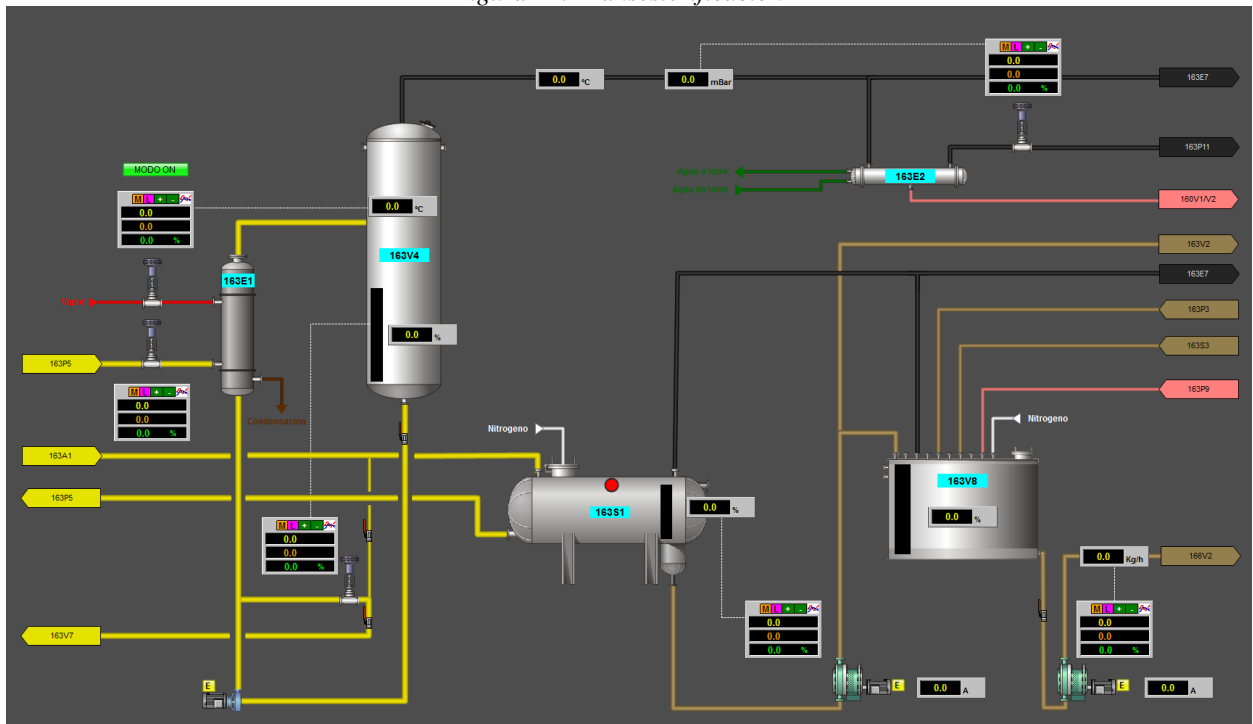 0.0 ºC
0.0 mBar
M L + -
0.0
0.0
0.0 %
163E7
163P11
MODO ON
M L + -
0.0
0.0
0.0 %
0.0 ºC
Agua a torre
Agua de torre
163E2
160V1/V2
163V4
163V2
163E1
163E7
Vapor
163P3
0.0 %
163S3
163P5
163P9
M L + -
0.0
0.0
0.0 %
Condensacion
Nitrogeno
Nitrogeno
163A1
163V8
163P5
163S1
0.0 %
0.0 %
M L + -
0.0
0.0
0.0 %
0.0 Kg/h
166V2
M L + -
0.0
0.0
0.0 %
M L + -
0.0
0.0
0.0 %
163V7
E
E
0.0 A
E
0.0 A